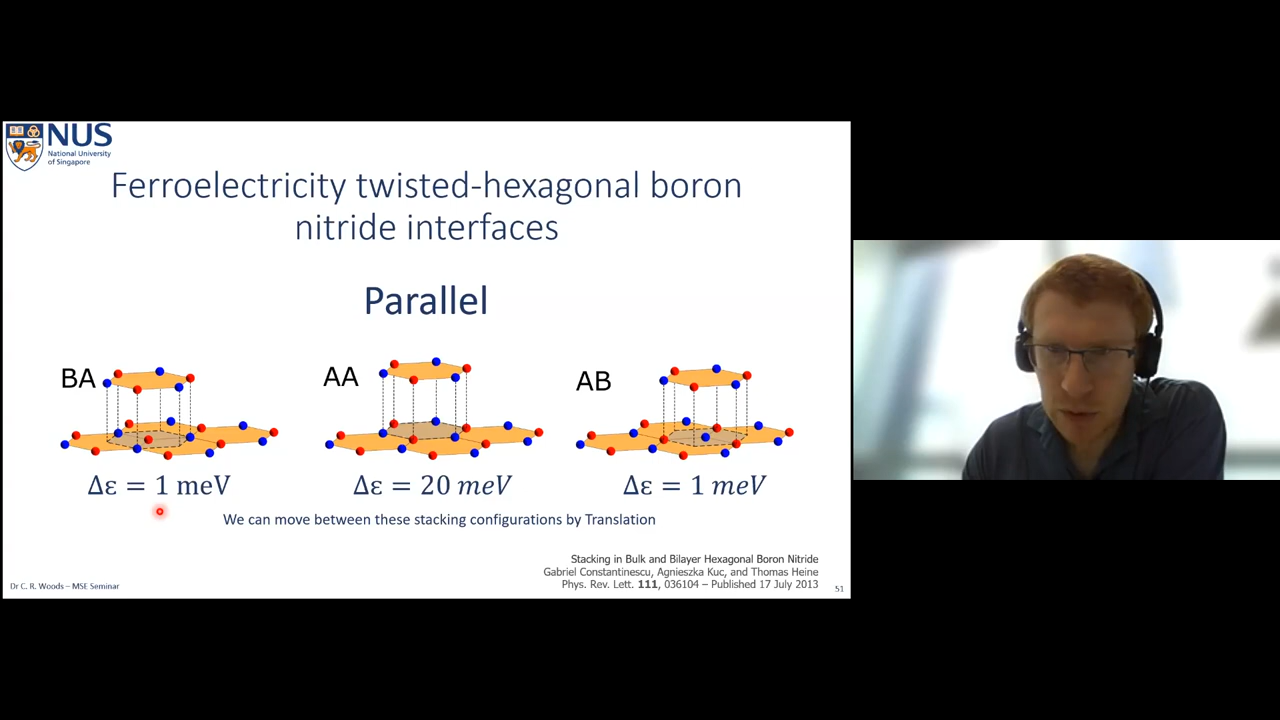 NUS
National University
of Singapore
Ferroelectricity twisted-hexagonal boron
nitride interfaces
Parallel
BA
AA
AB
Δε = 1 meV
Δε = 20 meV
Δε = 1 meV
We can move between these stacking configurations by Translation
Stacking in Bulk and Bilayer Hexagonal Boron Nitride
Gabriel Constantinescu, Agnieszka Kuc, and Thomas Heine
Phys. Rev. Lett. 111, 036104 – Published 17 July 2013
Dr C. R. Woods – MSE Seminar
51